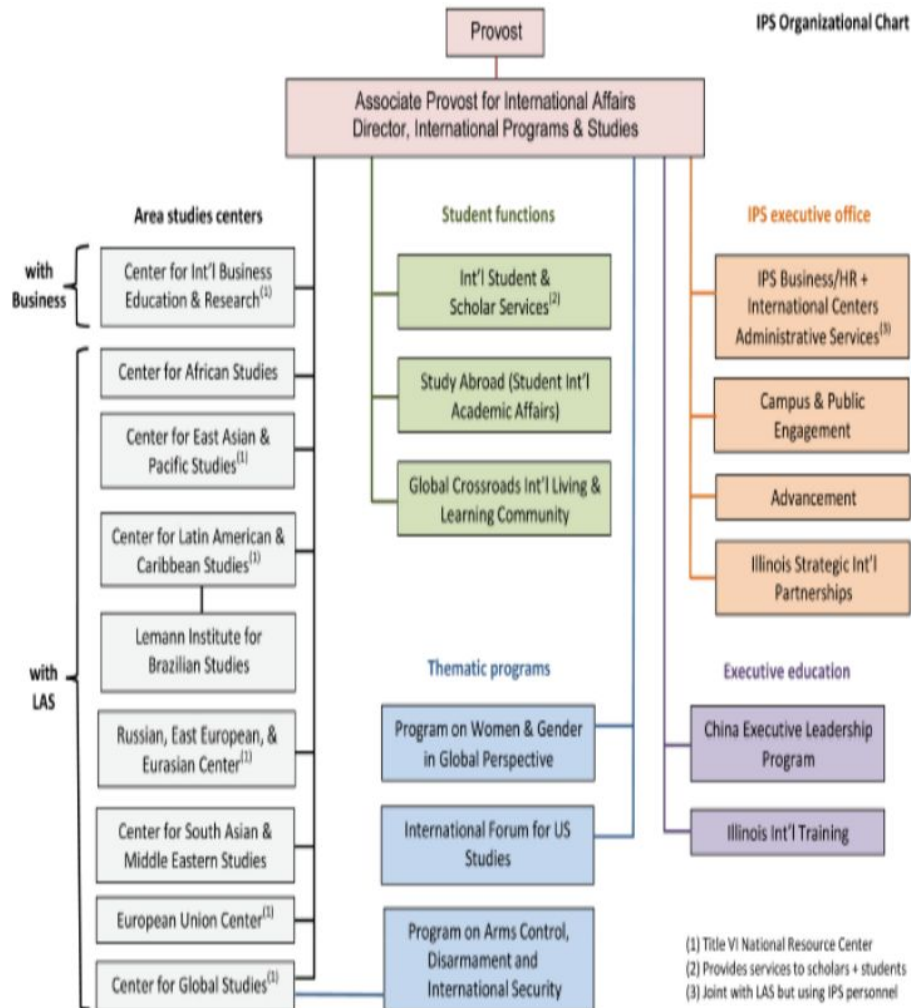 IPS Organizational Chart
Provost
Associate Provost for International Affairs
Director, International Programs & Studies
Area studies centers
with
Business
Center for Int'l Business
Education & Research(1)
with
LAS
Center for African Studies
Center for East Asian &
Pacific Studies(1)
Center for Latin American &
Caribbean Studies(1)
Lemann Institute for
Brazilian Studies
Russian, East European, &
Eurasian Center(1)
Center for South Asian &
Middle Eastern Studies
European Union Center(1)
Center for Global Studies(1)
Student functions
Int'l Student &
Scholar Services(2)
Study Abroad (Student Int'l
Academic Affairs)
Global Crossroads Int'l Living &
Learning Community
Thematic programs
Program on Women & Gender
in Global Perspective
International Forum for US
Studies
Program on Arms Control,
Disarmament and
International Security
IPS executive office
IPS Business/HR +
International Centers
Administrative Services(3)
Campus & Public
Engagement
Advancement
Illinois Strategic Int'l
Partnerships
Executive education
China Executive Leadership
Program
Illinois Int'l Training
(1) Title VI National Resource Center
(2) Provides services to scholars + students
(3) Joint with LAS but using IPS personnel